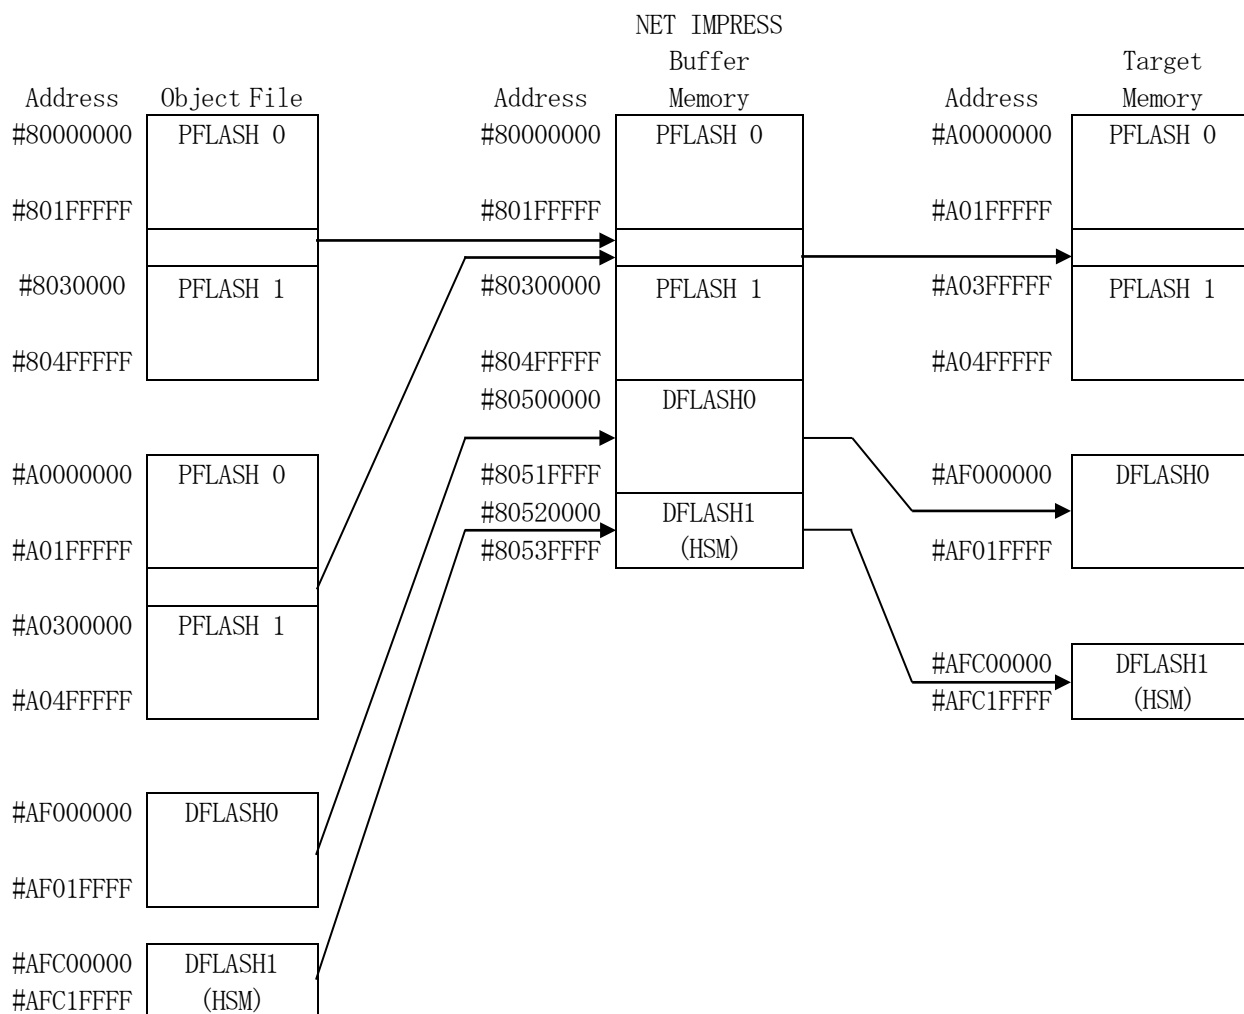 NET IMPRESS
Buffer
Memory
Target
Memory
Address Object File Address Address
#80000000 PFLASH 0 #80000000 PFLASH 0 #A0000000 PFLASH 0
#801FFFFF #801FFFFF #A01FFFFF
#8030000 PFLASH 1 #80300000 PFLASH 1 #A03FFFFF PFLASH 1
#804FFFFF #804FFFFF #A04FFFFF
#80500000 DFLASH0
#A0000000 PFLASH 0 #8051FFFF #AF000000 DFLASH0
#80520000 DFLASH1
#A01FFFFF #8053FFFF (HSM) #AF01FFFF
#A0300000 PFLASH 1
#AFC00000 DFLASH1
#A04FFFFF #AFC1FFFF (HSM)
#AF000000 DFLASH0
#AF01FFFF
#AFC00000 DFLASH1
#AFC1FFFF (HSM)